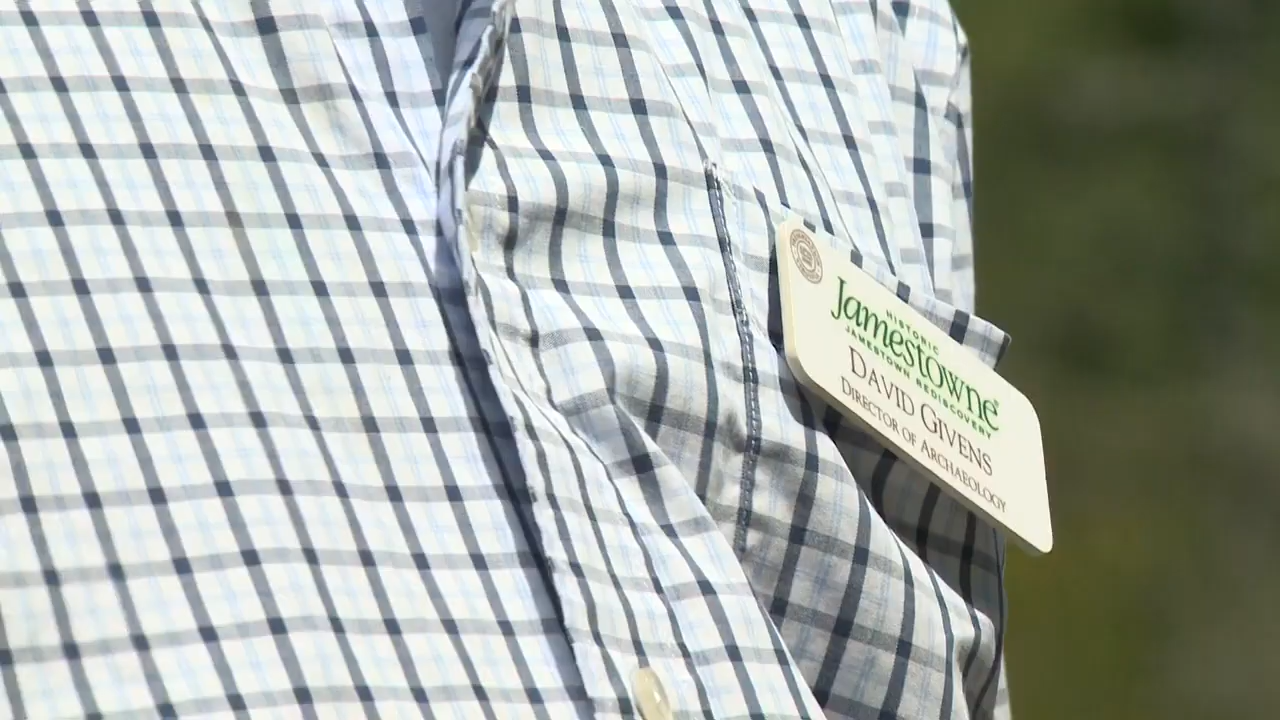 HISTORIC
Jamestowne®
JAMESTOWN REDISCOVERY
DAVID GIVENS
DIRECTOR OF ARCHAEOLOGY